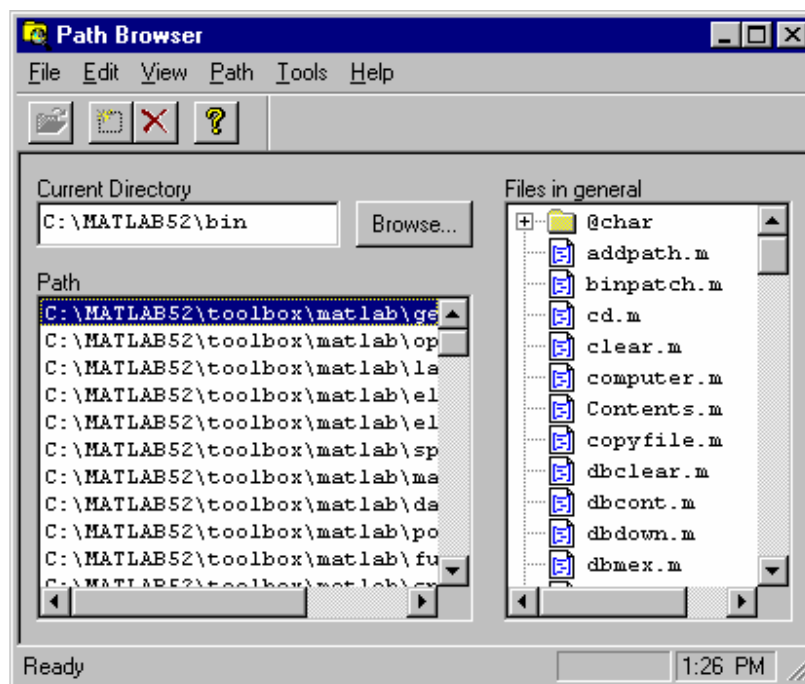 Path Browser
File Edit View Path Tools Help
Current Directory
C:\MATLAB52\bin
Browse...
Path
C:\MATLAB52\toolbox\matlab\ge
C:\MATLAB52\toolbox\matlab\op
C:\MATLAB52\toolbox\matlab\la
C:\MATLAB52\toolbox\matlab\el
C:\MATLAB52\toolbox\matlab\el
C:\MATLAB52\toolbox\matlab\sp
C:\MATLAB52\toolbox\matlab\ma
C:\MATLAB52\toolbox\matlab\da
C:\MATLAB52\toolbox\matlab\po
C:\MATLAB52\toolbox\matlab\fu
C:\MATLAB52\toolbox\matlab\
Files in general
@char
addpath.m
binpatch.m
cd.m
clear.m
computer.m
Contents.m
copyfile.m
dbclear.m
dbcont.m
dbdown.m
dbmex.m
Ready
1:26 PM